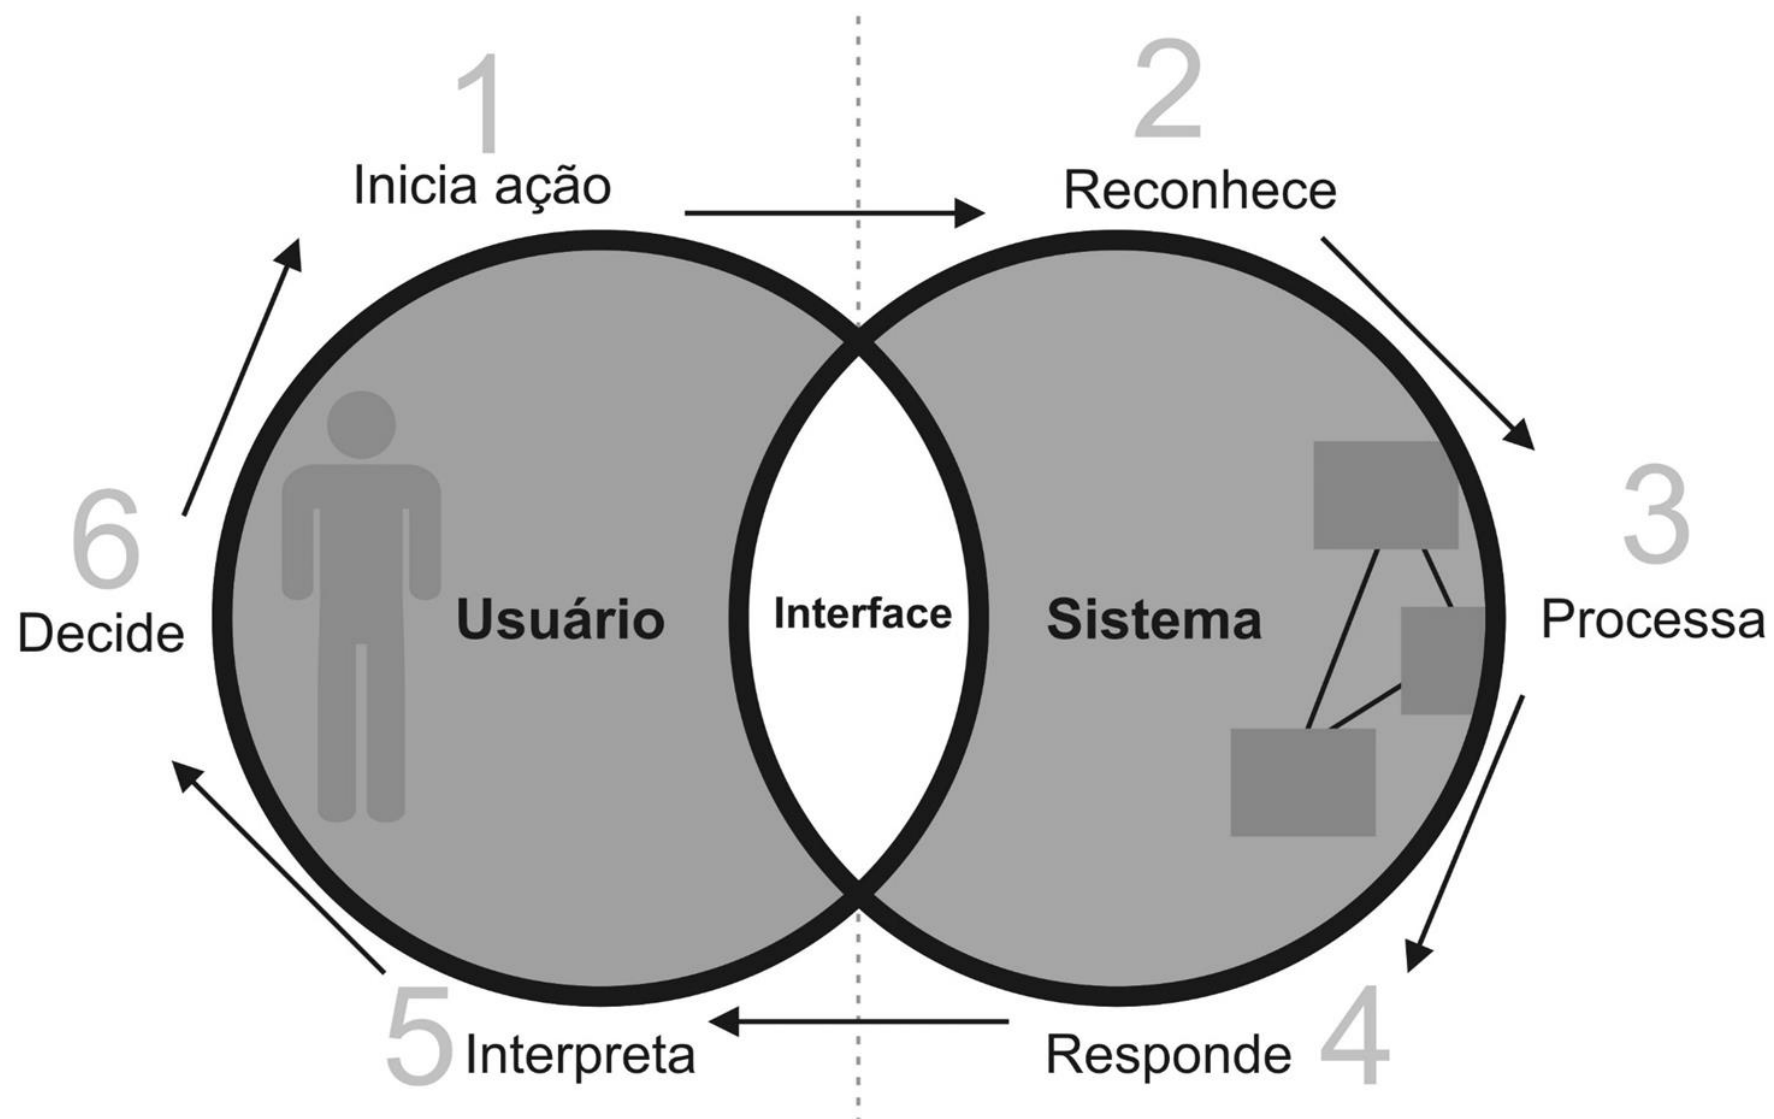 1
Inicia ação
2
Reconhece
3
Processa
4
Responde
5
Interpreta
6
Decide
Usuário
Interface
Sistema